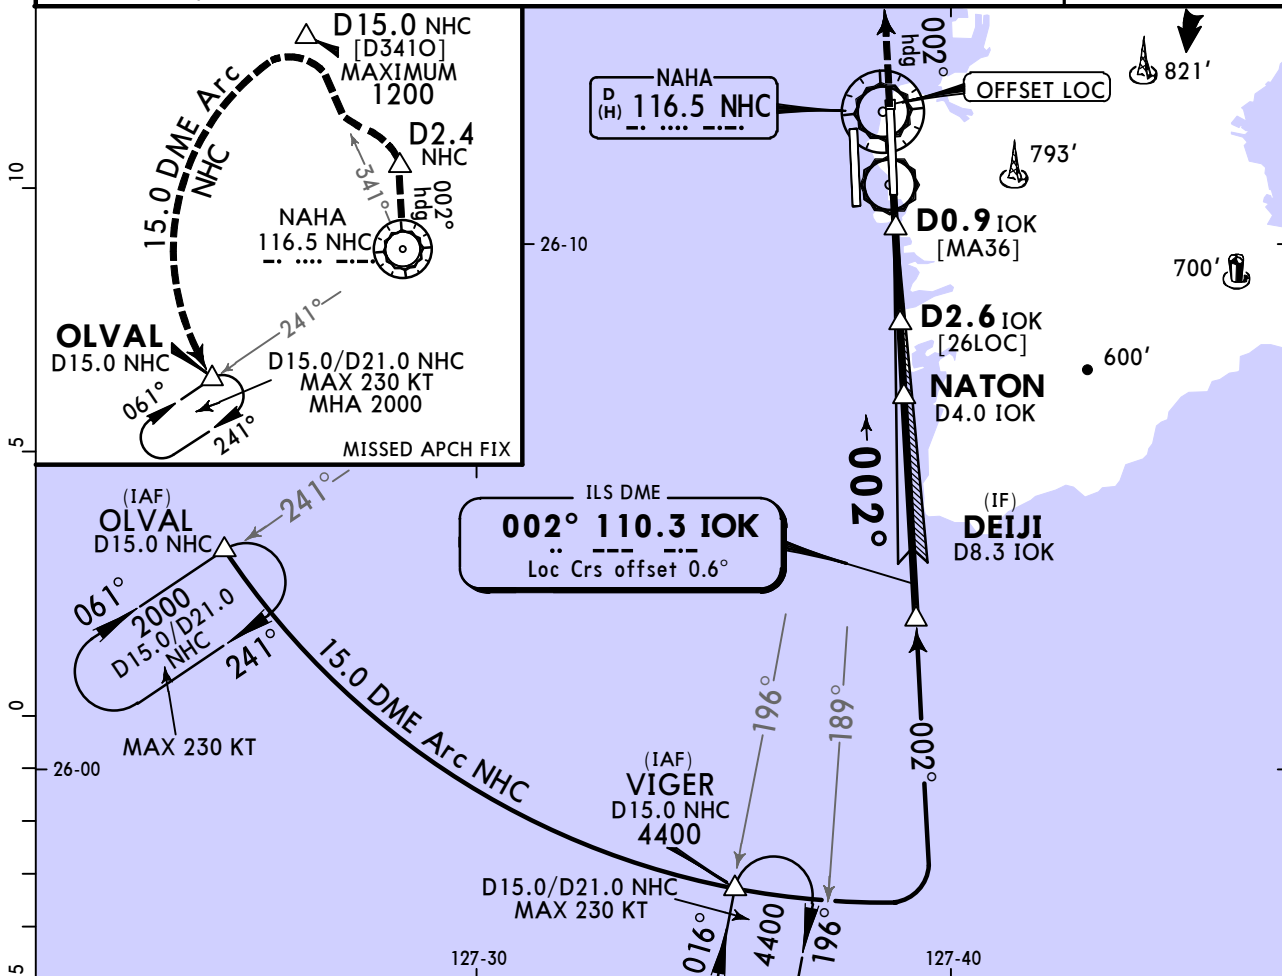 D15.0 NHC
[D341O]
MAXIMUM
1200
15.0 DME Arc
NHC
D2.4
NHC
341°
002°
hdg
NAHA
116.5 NHC
241°
OLVAL
D15.0 NHC
D15.0/D21.0 NHC
MAX 230 KT
MHA 2000
061°
241°
MISSED APCH FIX
10
5
0
5
002°
hdg
NAHA
D
(H)
116.5 NHC
OFFSET LOC
821'
793'
700'
600'
26-10
D0.9 IOK
[MA36]
D2.6 IOK
[26LOC]
NATON
D4.0 IOK
002°
(IF)
DEIJI
D8.3 IOK
ILS DME
002° 110.3 IOK
Loc Crs offset 0.6°
(IAF)
OLVAL
D15.0 NHC
241°
061°
2000
D15.0/D21.0
NHC
241°
MAX 230 KT
15.0 DME Arc NHC
196°
189°
002°
26-00
(IAF)
VIGER
D15.0 NHC
4400
D15.0/D21.0 NHC
MAX 230 KT
016°
4400
196°
127-30
127-40